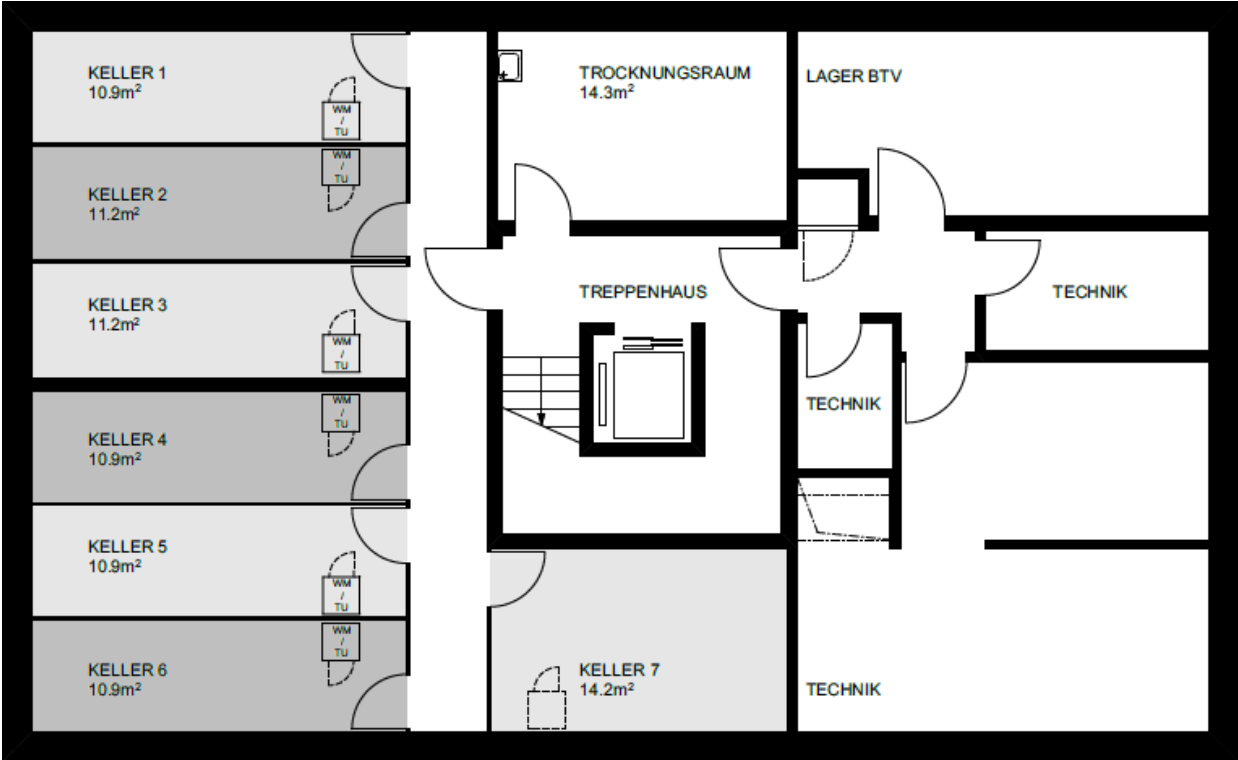 KELLER 1
10.9m²
WM
/
TU
KELLER 2
11.2m²
WM
/
TU
KELLER 3
11.2m²
WM
/
TU
KELLER 4
10.9m²
WM
/
TU
KELLER 5
10.9m²
WM
/
TU
KELLER 6
10.9m²
WM
/
TU
TROCKNUNGSRAUM
14.3m²
TREPPENHAUS
KELLER 7
14.2m²
LAGER BTV
TECHNIK
TECHNIK
TECHNIK